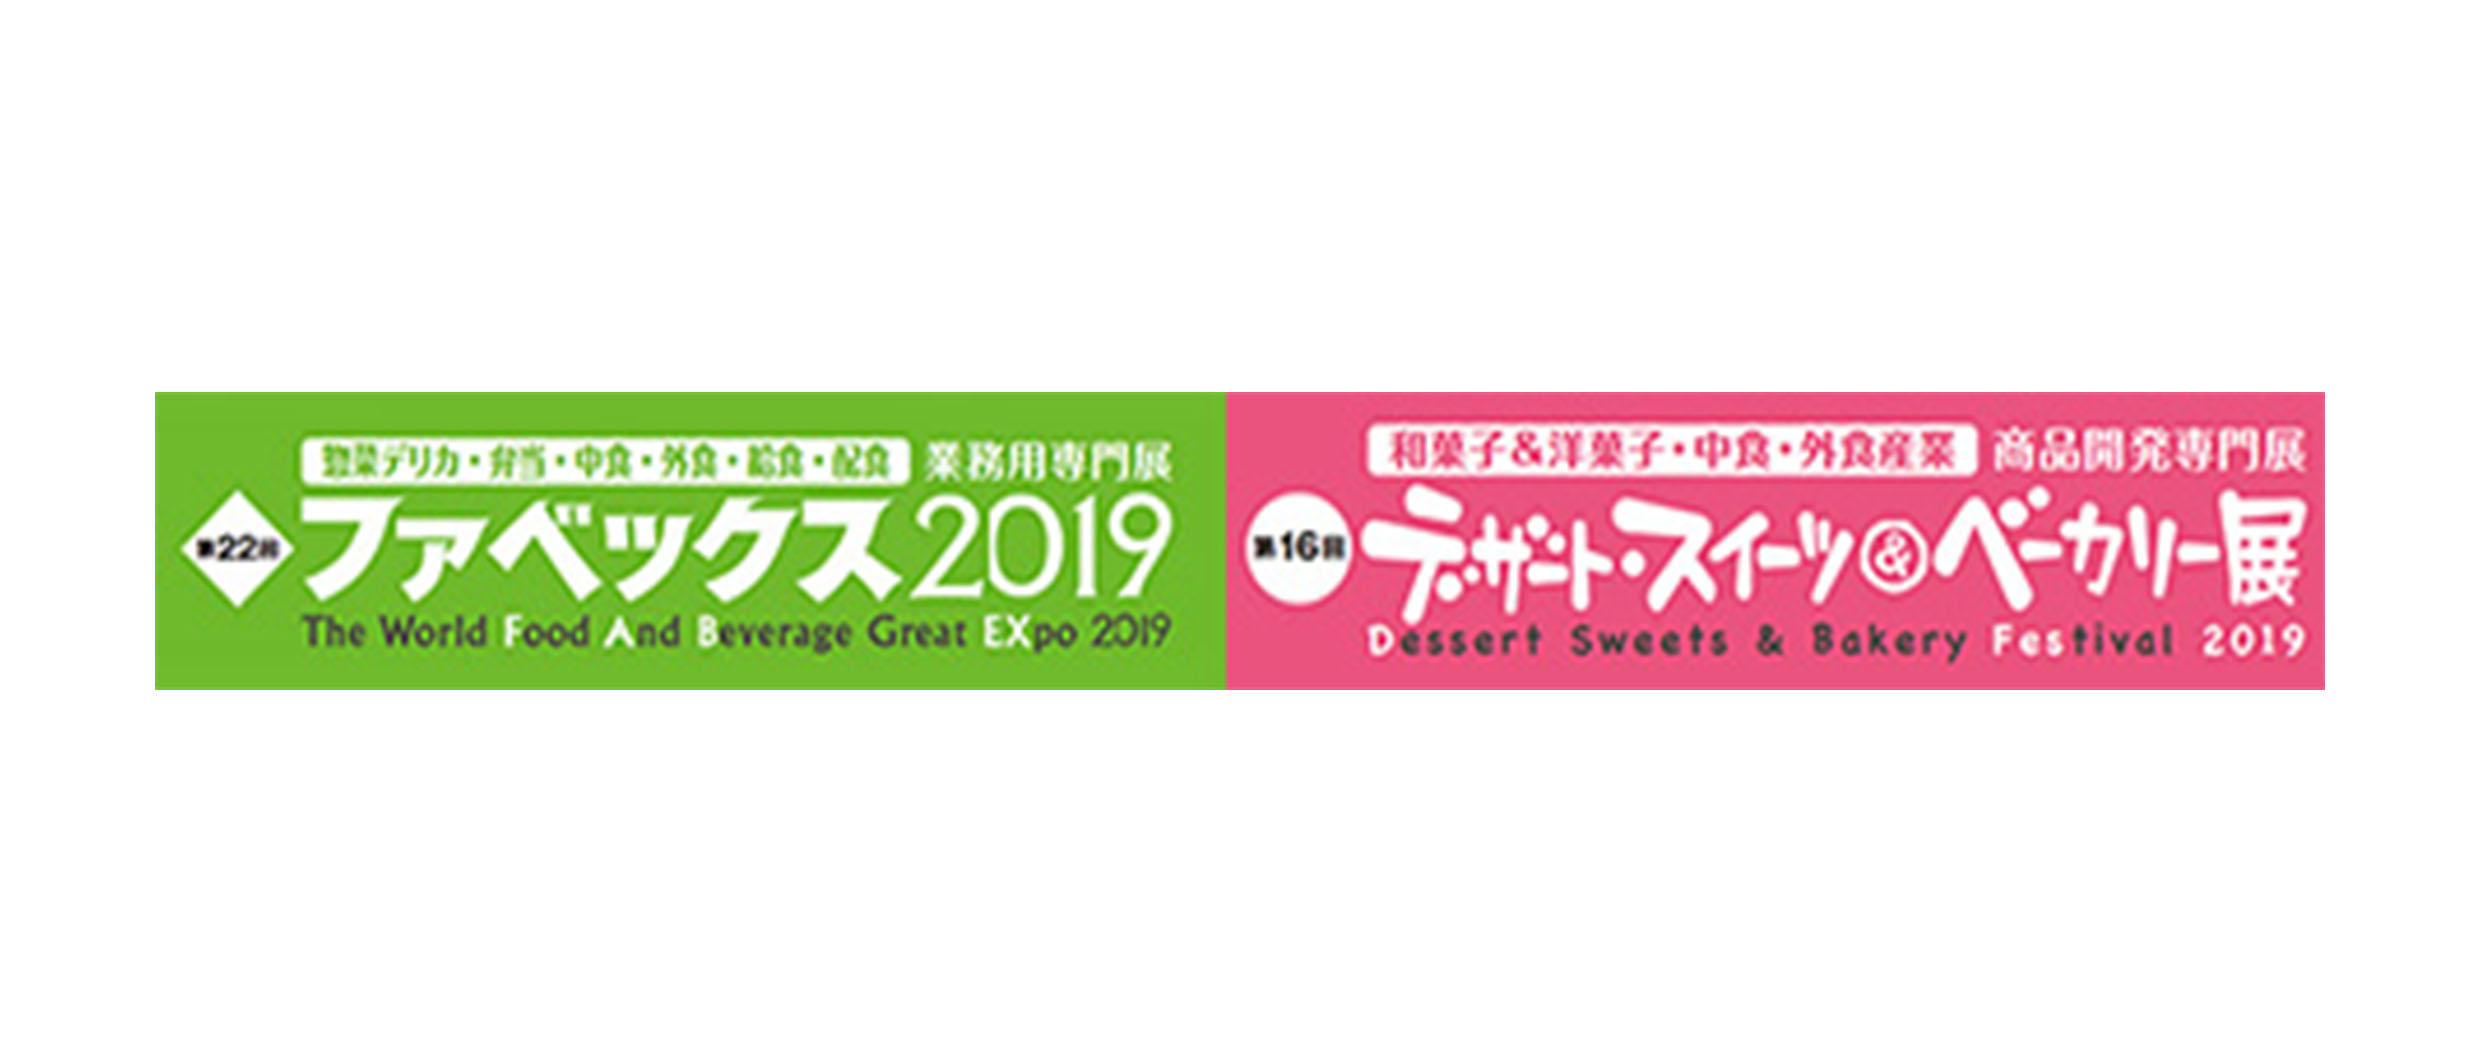 惣菜デリカ・弁当・中食・外食・給食・配食 業務用専門展
第22回
ファベックス2019
The World Food And Beverage Great EXpo 2019
和菓子&洋菓子・中食・外食産業 商品開発専門展
第16回
デザート・スイーツ&ベーカリー展
Dessert Sweets & Bakery Festival 2019